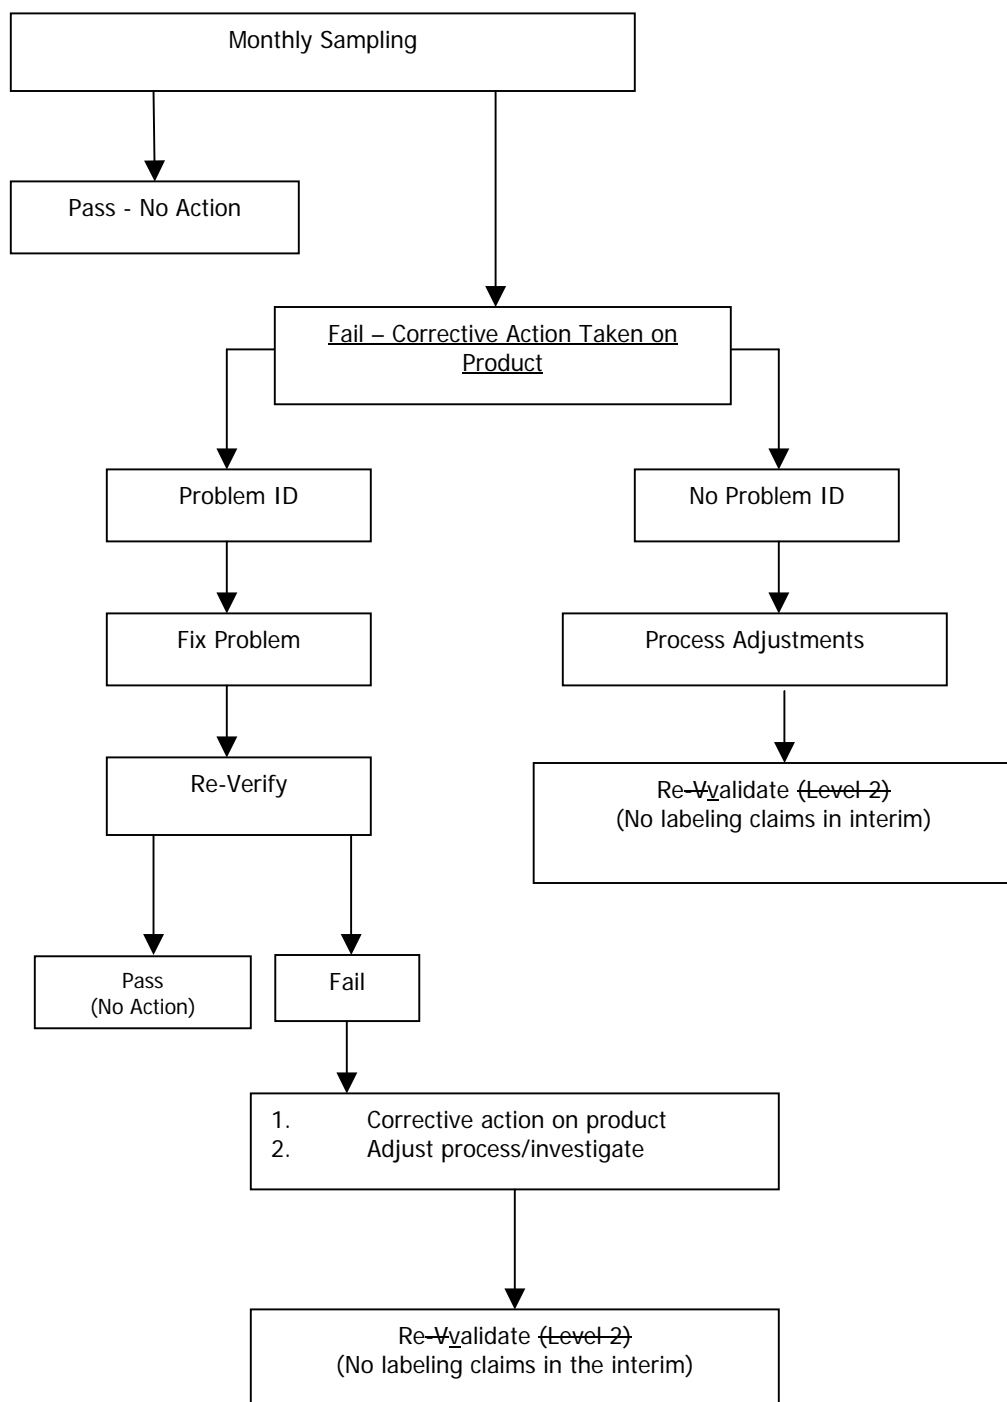 Monthly Sampling
Pass - No Action
Fail – Corrective Action Taken on
Product
Problem ID
No Problem ID
Fix Problem
Process Adjustments
Re-Verify
Re-Vvalidate (Level 2)
(No labeling claims in interim)
Pass
(No Action)
Fail
1. Corrective action on product
2. Adjust process/investigate
Re-Vvalidate (Level 2)
(No labeling claims in the interim)